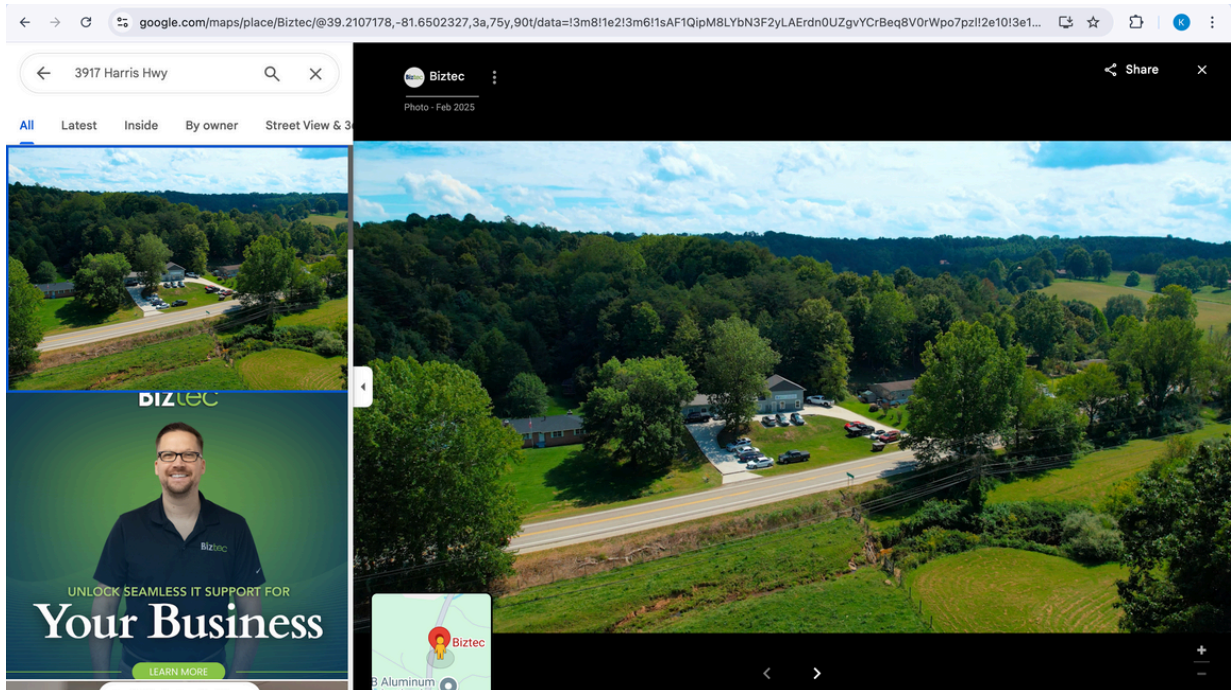 google.com/maps/place/Biztec/@39.2107178,-81.6502327,3a,75y,90t/data=!3m8!1e2!3m6!1sAF1QipM8LYbN3F2yLAErdn0UZgvYCrBeq8V0rWpo7pzl!2e10!3e1...
K
3917 Harris Hwy
All Latest Inside By owner Street View & 3
Biztec
Biztec
Photo - Feb 2025
Share
Biztec
Biztec
UNLOCK SEAMLESS IT SUPPORT FOR
Your Business
LEARN MORE
Biztec
B Aluminum